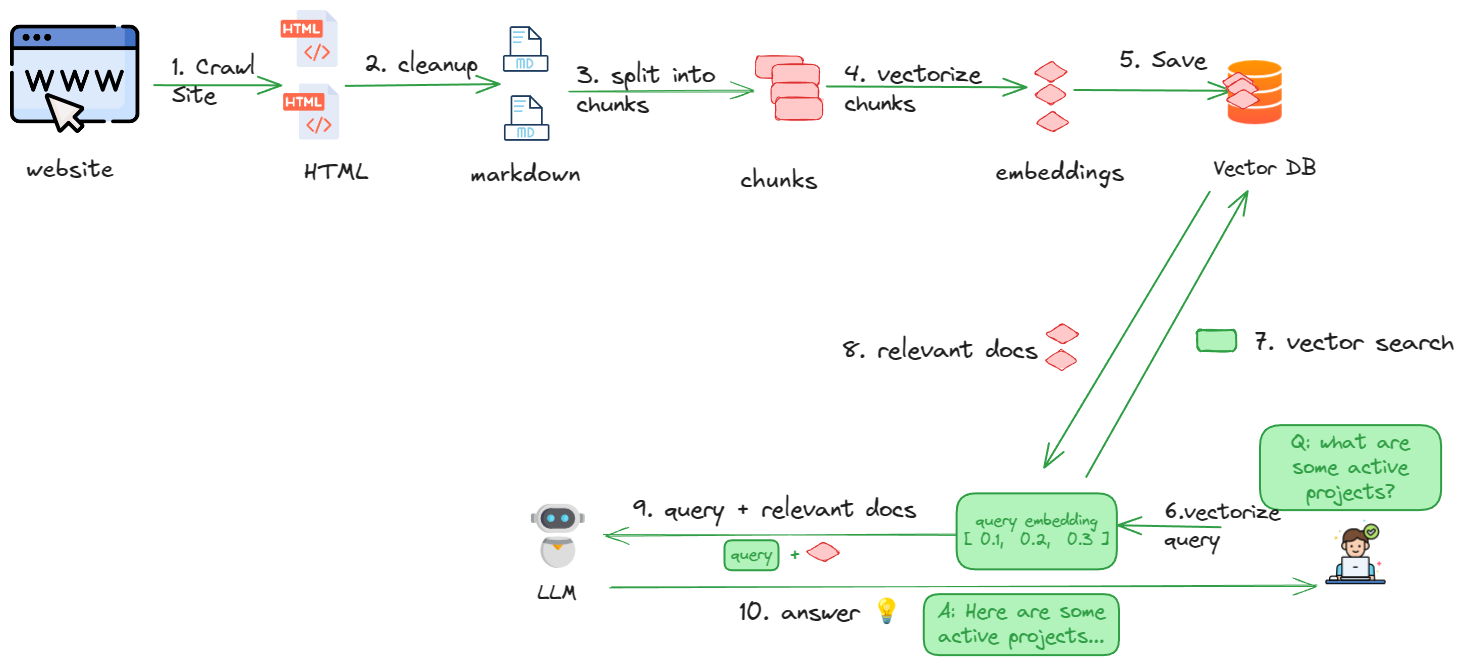 WWW
1. Crawl
Site
HTML
</>
HTML
</>
2. cleanup
MD
MD
3. split into
chunks
4. vectorize
chunks
5. Save
website
HTML
markdown
chunks
embeddings
Vector DB
8. relevant docs
7. vector search
Q: what are
some active
projects?
6.vectorize
query
query embedding
[ 0.1, 0.2, 0.3 ]
9. query + relevant docs
query +
LLM
10. answer
A: Here are some
active projects...